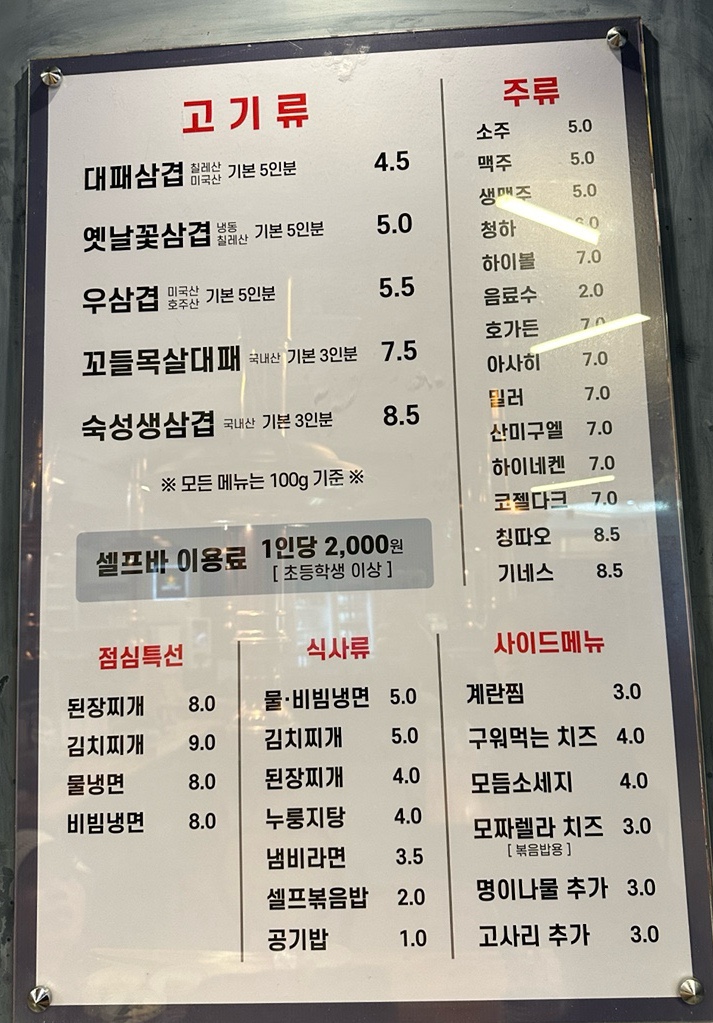 고기류
대패삼겹 칠레산 미국산 기본 5인분 4.5
옛날꽃삼겹 냉동 칠레산 기본 5인분 5.0
우삼겹 미국산 호주산 기본 5인분 5.5
꼬들목살대패 국내산 기본 3인분 7.5
숙성생삼겹 국내산 기본 3인분 8.5
※ 모든 메뉴는 100g 기준 ※
셀프바 이용료 1인당 2,000원
[ 초등학생 이상 ]
주류
소주 5.0
맥주 5.0
생맥주 5.0
청하
하이볼 7.0
음료수 2.0
호가든 7.0
아사히 7.0
밀러 7.0
산미구엘 7.0
하이네켄 7.0
코젤다크 7.0
칭따오 8.5
기네스 8.5
점심특선
된장찌개 8.0
김치찌개 9.0
물냉면 8.0
비빔냉면 8.0
식사류
물·비빔냉면 5.0
김치찌개 5.0
된장찌개 4.0
누룽지탕 4.0
냄비라면 3.5
셀프볶음밥 2.0
공기밥 1.0
사이드메뉴
계란찜 3.0
구워먹는 치즈 4.0
모듬소세지 4.0
모짜렐라 치즈 3.0
[ 볶음밥용 ]
명이나물 추가 3.0
고사리 추가 3.0